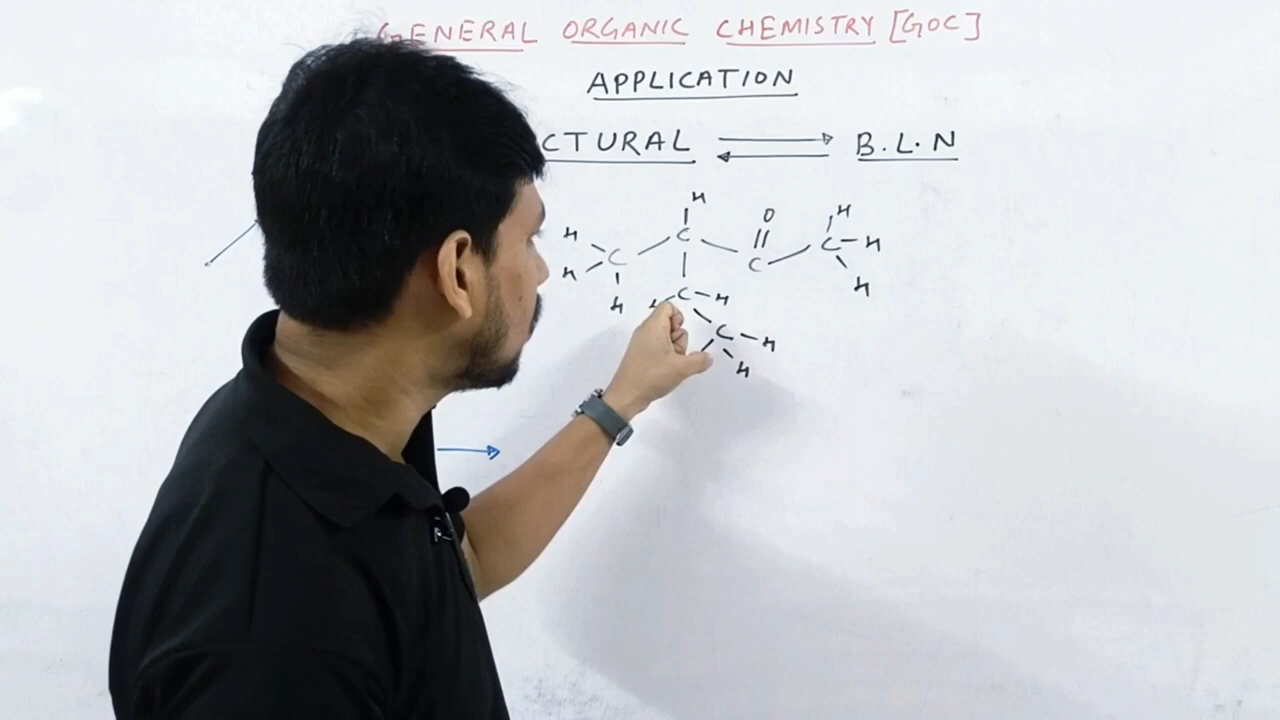 GENERAL ORGANIC CHEMISTRY [GOC]
APPLICATION
CTURAL ⇌ B.L.N
H
O H
H C C C H
H C H
H H C H H
C H
H